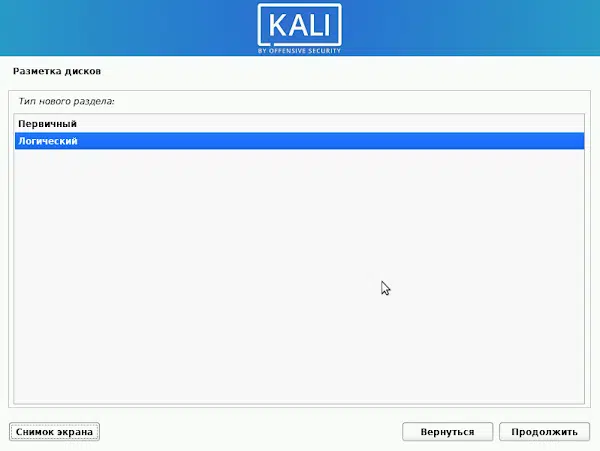 KALI
BY OFFENSIVE SECURITY
Разметка дисков
Тип нового раздела:
Первичный
Логический
Снимок экрана
Вернуться
Продолжить